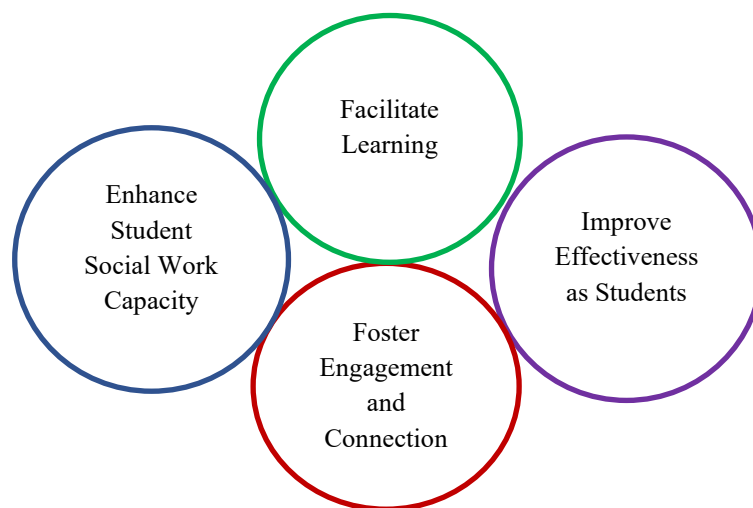 Facilitate
Learning
Enhance
Student
Social Work
Capacity
Improve
Effectiveness
as Students
Foster
Engagement
and
Connection